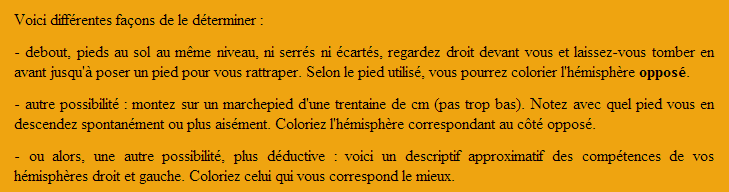 Voici différentes façons de le déterminer :
- debout, pieds au sol au même niveau, ni serrés ni écartés, regardez droit devant vous et laissez-vous tomber en
avant jusqu'à poser un pied pour vous rattraper. Selon le pied utilisé, vous pourrez colorier l'hémisphère opposé.
- autre possibilité : montez sur un marchepied d'une trentaine de cm (pas trop bas). Notez avec quel pied vous en
descendez spontanément ou plus aisément. Coloriez l'hémisphère correspondant au côté opposé.
- ou alors, une autre possibilité, plus déductive : voici un descriptif approximatif des compétences de vos
hémisphères droit et gauche. Coloriez celui qui vous correspond le mieux.